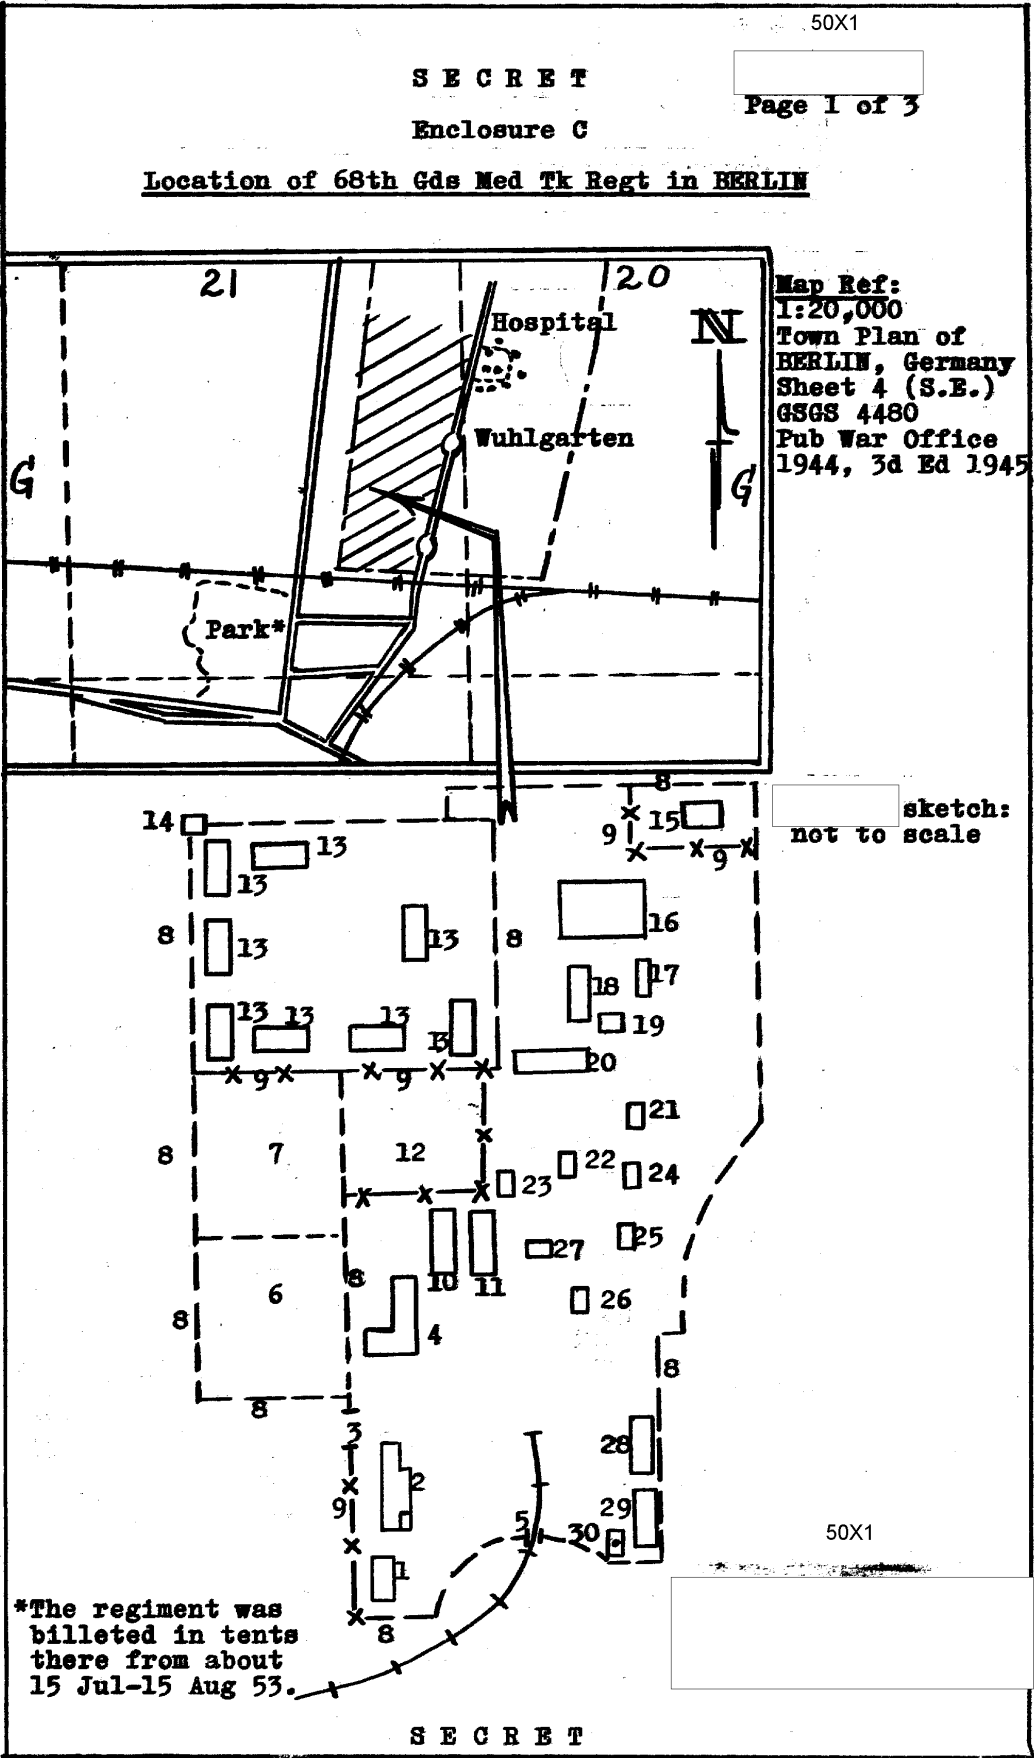 50X1
S E C R E T
Page 1 of 3
Enclosure C
Location of 68th Gds Med Tk Regt in BERLIN
21
20
Hospital
N
Wuhlgarten
G
G
Park*
Map Ref:
1:20,000
Town Plan of
BERLIN, Germany
Sheet 4 (S.E.)
GSGS 4480
Pub War Office
1944, 3d Ed 1945
sketch:
not to scale
8
14
13
15
9
9
13
16
8
13
13
8
18
17
13
13
13
13
19
20
9
9
21
8
7
12
22
24
23
25
27
8
10
11
6
26
8
4
8
8
3
28
2
9
29
5
30
1
8
*The regiment was
billeted in tents
there from about
15 Jul-15 Aug 53.
50X1
S E C R E T